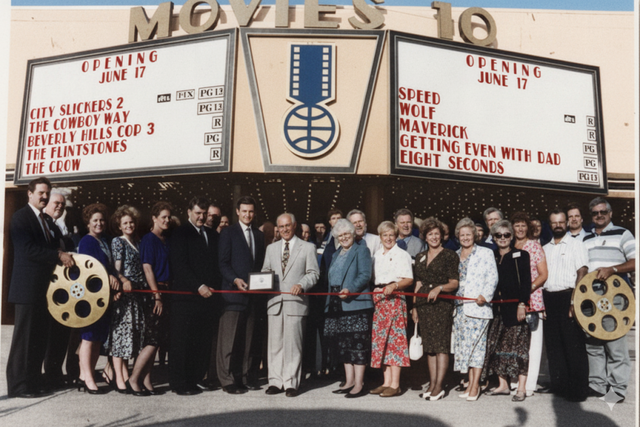 MOVIES 10
OPENING
JUNE 17
CITY SLICKERS 2 PG13
THE COWBOY WAY PG13
BEVERLY HILLS COP 3 R
THE FLINTSTONES PG
THE CROW R
OPENING
JUNE 17
SPEED R
WOLF R
MAVERICK PG
GETTING EVEN WITH DAD PG
EIGHT SECONDS PG13